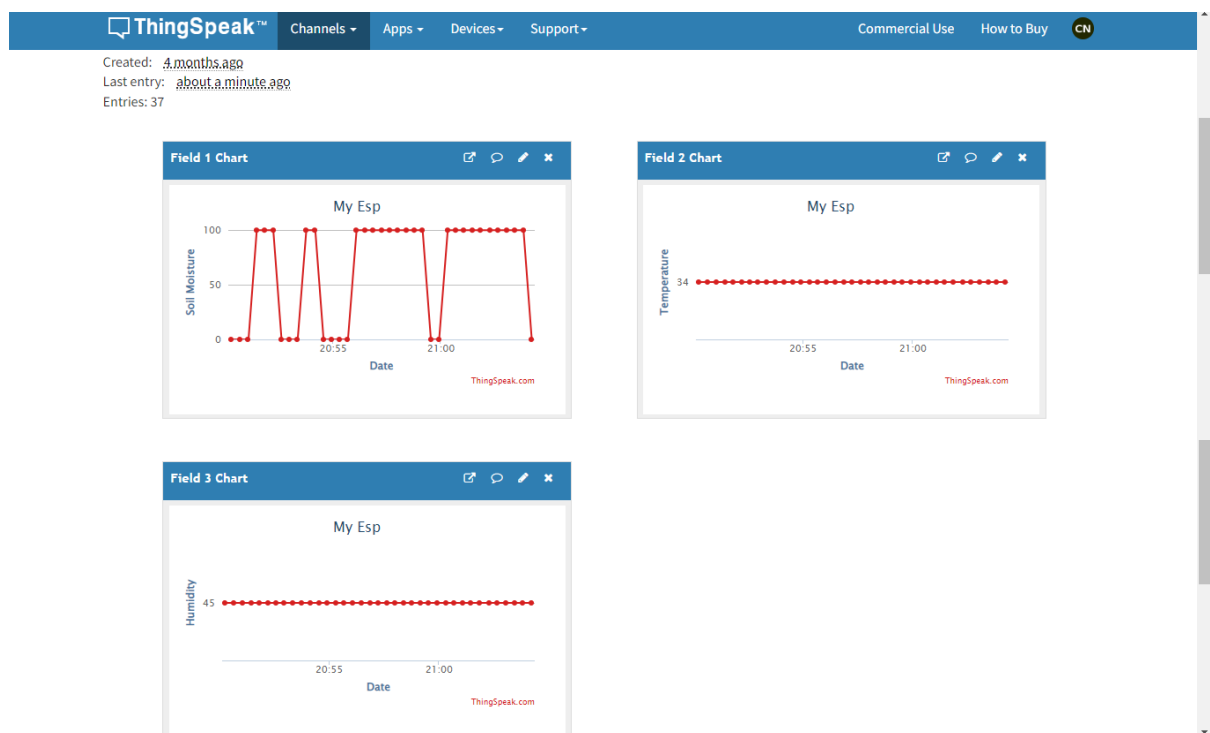 ThingSpeak™ Channels Apps Devices Support Commercial Use How to Buy CN
Created: 4 months ago
Last entry: about a minute ago
Entries: 37
Field 1 Chart
My Esp
Soil Moisture
100
50
0
20:55 21:00
Date
ThingSpeak.com
Field 2 Chart
My Esp
Temperature
34
20:55 21:00
Date
ThingSpeak.com
Field 3 Chart
My Esp
Humidity
45
20:55 21:00
Date
ThingSpeak.com